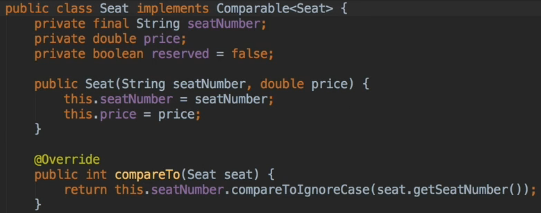 public class Seat implements Comparable<Seat> {
    private final String seatNumber;
    private double price;
    private boolean reserved = false;

    public Seat(String seatNumber, double price) {
        this.seatNumber = seatNumber;
        this.price = price;
    }

    @Override
    public int compareTo(Seat seat) {
        return this.seatNumber.compareToIgnoreCase(seat.getSeatNumber());
    }